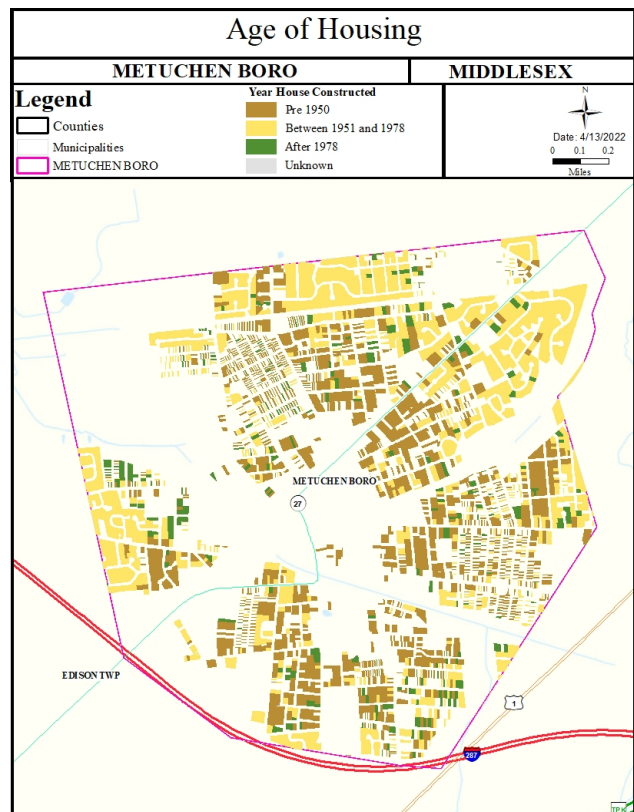 Age of Housing
METUCHEN BORO
MIDDLESEX
Legend
Counties
Municipalities
METUCHEN BORO
Year House Constructed
Pre 1950
Between 1951 and 1978
After 1978
Unknown
N
Date: 4/13/2022
0 0.1 0.2
Miles
METUCHEN BORO
27
EDISON TWP
1
287
TPK